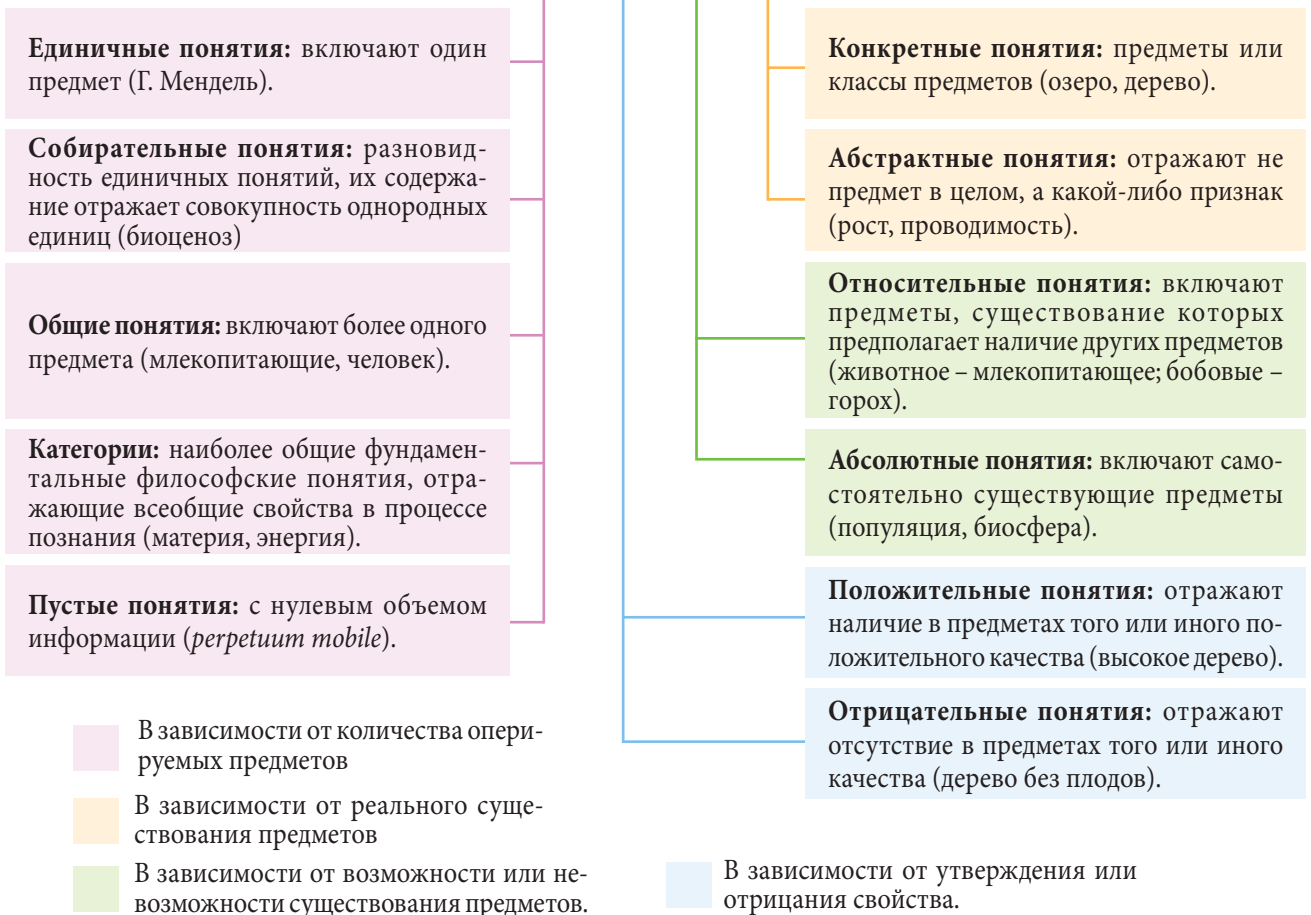 Единичные понятия: включают один
предмет (Г. Мендель).
Собирательные понятия: разновид-
ность единичных понятий, их содержа-
ние отражает совокупность однородных
единиц (биоценоз)
Общие понятия: включают более одного
предмета (млекопитающие, человек).
Категории: наиболее общие фундамен-
тальные философские понятия, отра-
жающие всеобщие свойства в процессе
познания (материя, энергия).
Пустые понятия: с нулевым объемом
информации (perpetuum mobile).
Конкретные понятия: предметы или
классы предметов (озеро, дерево).
Абстрактные понятия: отражают не
предмет в целом, а какой-либо признак
(рост, проводимость).
Относительные понятия: включают
предметы, существование которых
предполагает наличие других предметов
(животное – млекопитающее; бобовые –
горох).
Абсолютные понятия: включают само-
стоятельно существующие предметы
(популяция, биосфера).
Положительные понятия: отражают
наличие в предметах того или иного по-
ложительного качества (высокое дерево).
Отрицательные понятия: отражают
отсутствие в предметах того или иного
качества (дерево без плодов).
В зависимости от количества опери-
руемых предметов
В зависимости от реального суще-
ствования предметов
В зависимости от возможности или не-
возможности существования предметов.
В зависимости от утверждения или
отрицания свойства.